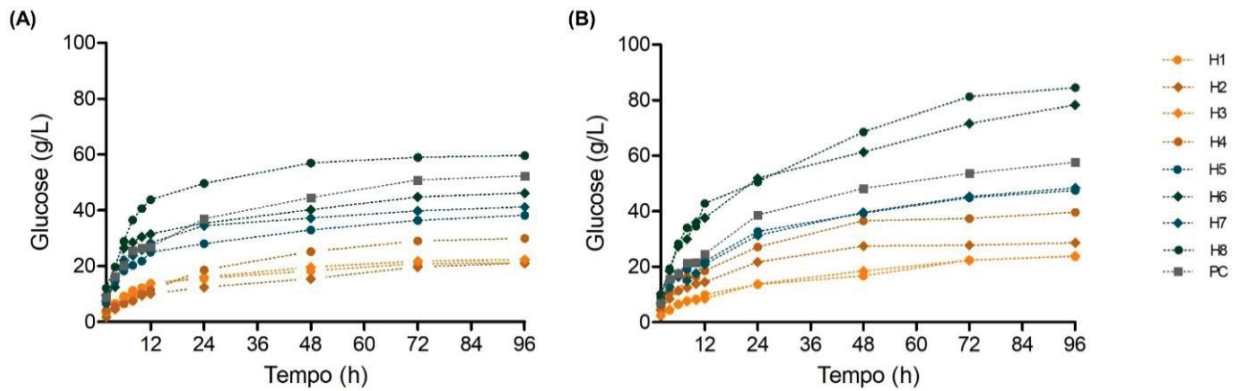 (A)
Glucose (g/L)
100
80
60
40
20
0
12 24 36 48 60 72 84 96
Tempo (h)
(B)
Glucose (g/L)
100
80
60
40
20
0
12 24 36 48 60 72 84 96
Tempo (h)
H1
H2
H3
H4
H5
H6
H7
H8
PC